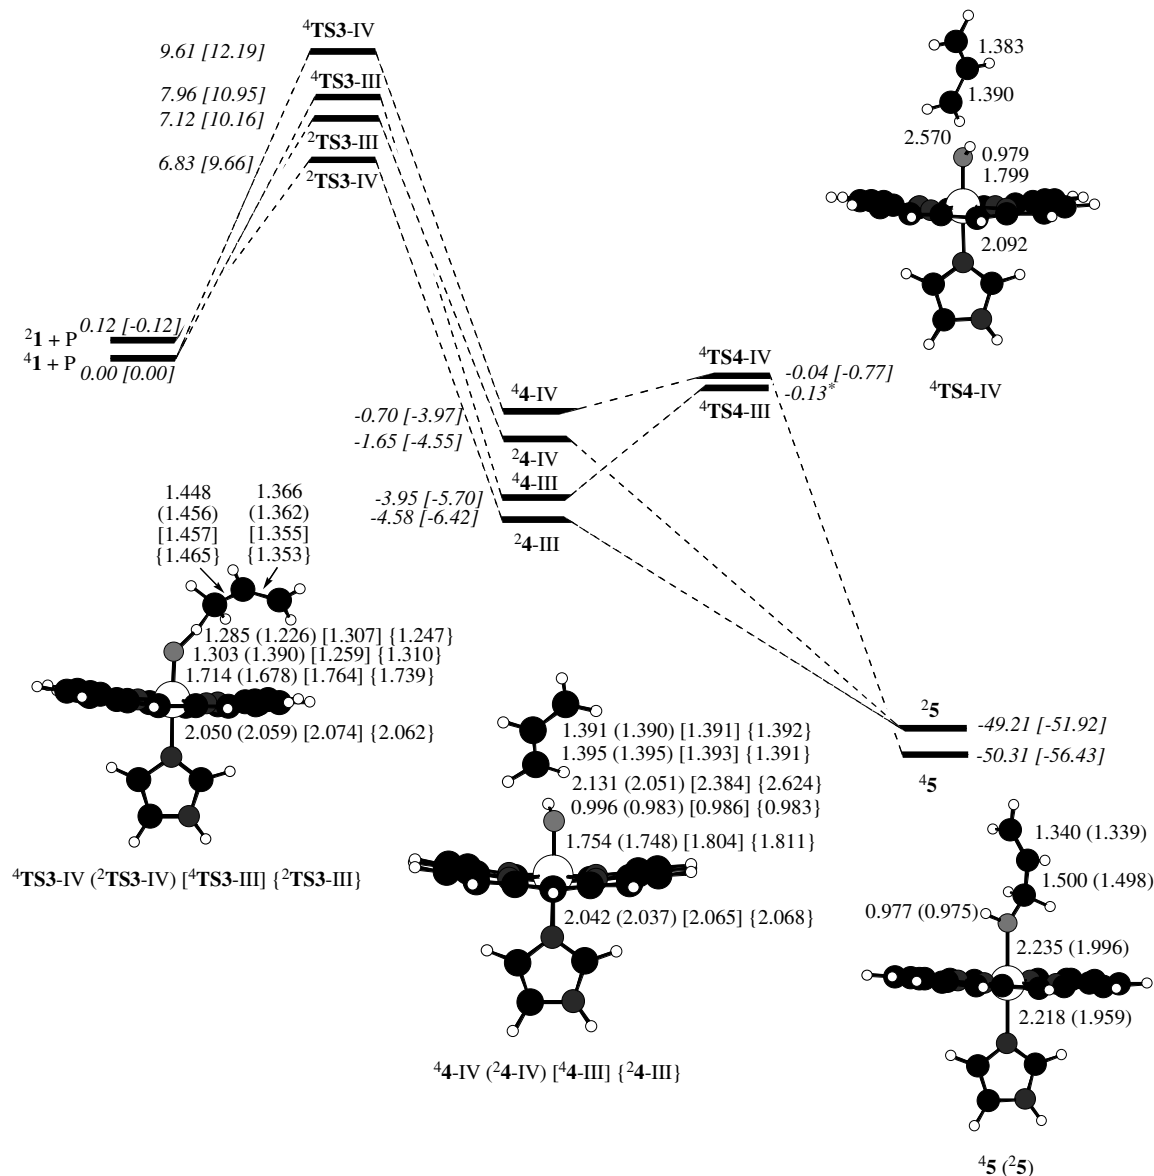 ⁴TS3-IV
9.61 [12.19]
⁴TS3-III
7.96 [10.95]
7.12 [10.16]
²TS3-III
6.83 [9.66]
²TS3-IV
1.383
1.390
2.570
0.979
1.799
2.092
⁴TS4-IV
²1 + P
0.12 [-0.12]
⁴1 + P
0.00 [0.00]
⁴TS4-IV
-0.04 [-0.77]
-0.13*
⁴TS4-III
⁴4-IV
-0.70 [-3.97]
-1.65 [-4.55]
²4-IV
⁴4-III
-3.95 [-5.70]
-4.58 [-6.42]
²4-III
1.448
(1.456)
[1.457]
{1.465}
1.366
(1.362)
[1.355]
{1.353}
1.285 (1.226) [1.307] {1.247}
1.303 (1.390) [1.259] {1.310}
1.714 (1.678) [1.764] {1.739}
2.050 (2.059) [2.074] {2.062}
⁴TS3-IV (²TS3-IV) [⁴TS3-III] {²TS3-III}
1.391 (1.390) [1.391] {1.392}
1.395 (1.395) [1.393] {1.391}
2.131 (2.051) [2.384] {2.624}
0.996 (0.983) [0.986] {0.983}
1.754 (1.748) [1.804] {1.811}
2.042 (2.037) [2.065] {2.068}
⁴4-IV (²4-IV) [⁴4-III] {²4-III}
²5
-49.21 [-51.92]
-50.31 [-56.43]
⁴5
1.340 (1.339)
1.500 (1.498)
0.977 (0.975)
2.235 (1.996)
2.218 (1.959)
⁴5 (²5)